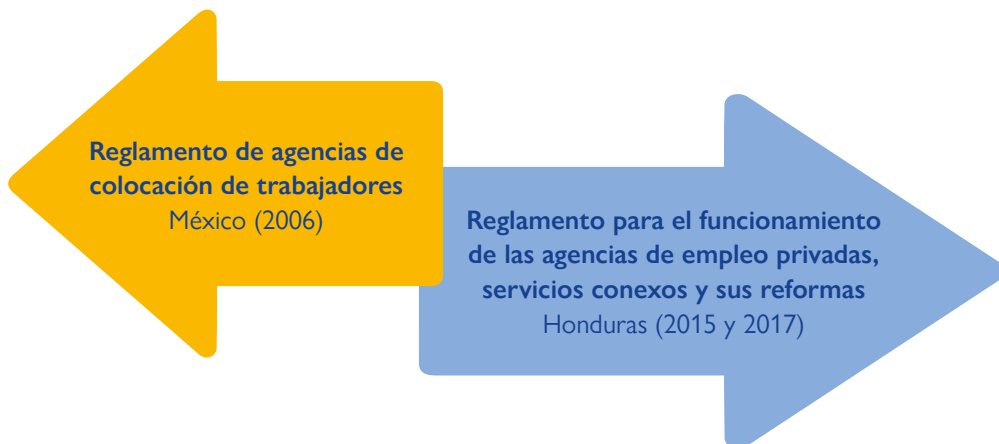 Reglamento de agencias de
colocación de trabajadores
México (2006)
Reglamento para el funcionamiento
de las agencias de empleo privadas,
servicios conexos y sus reformas
Honduras (2015 y 2017)